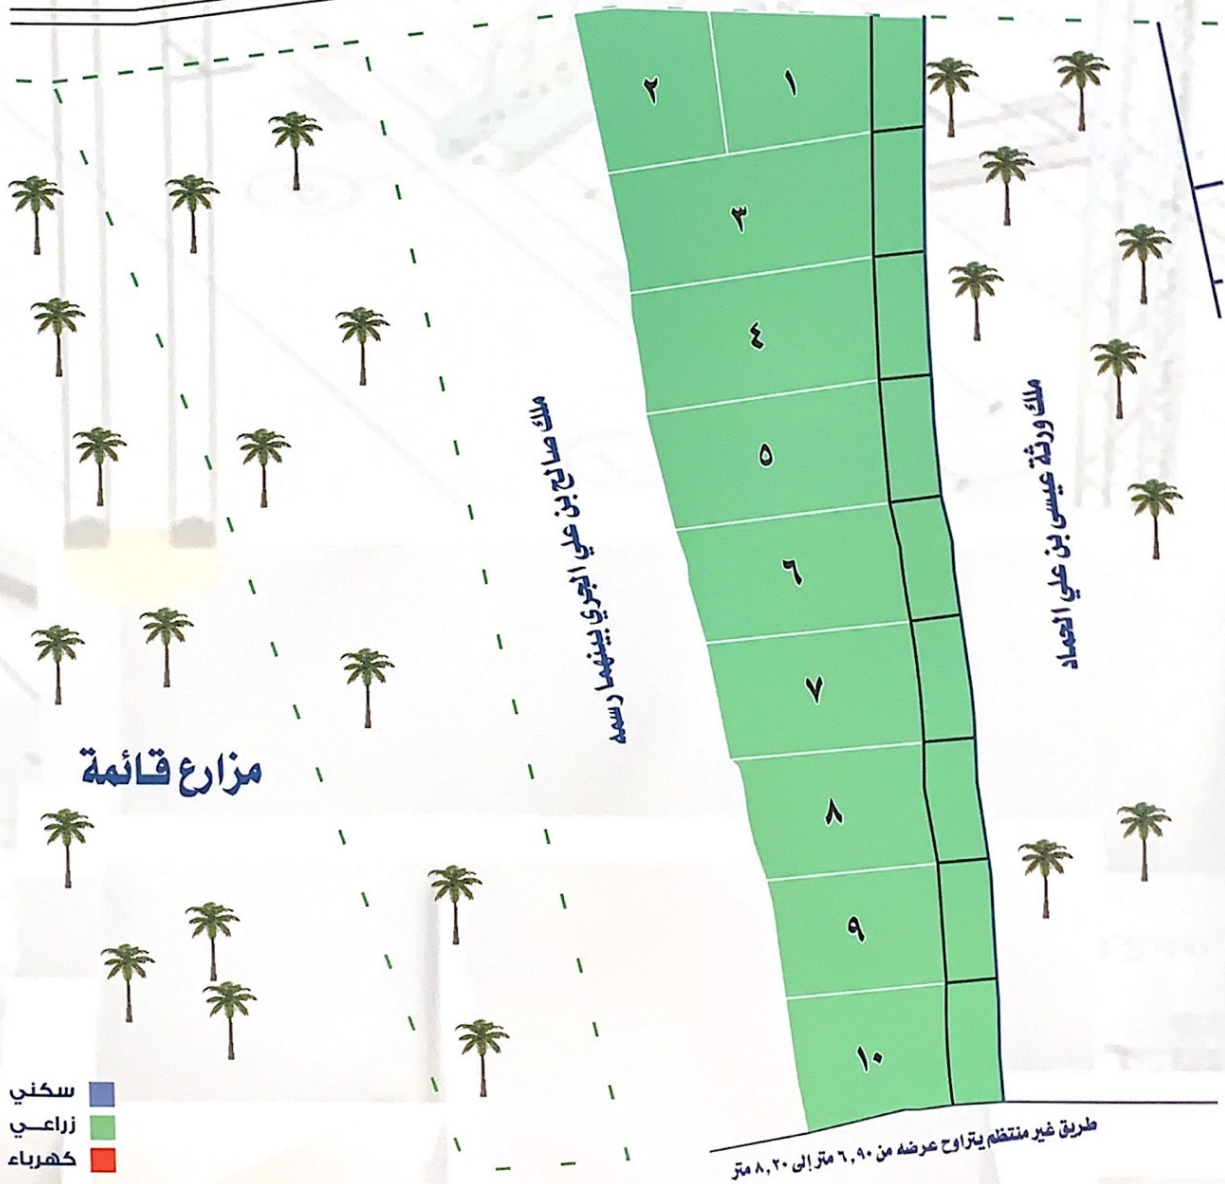 ١
٢
٣
٤
٥
٦
٧
٨
٩
١٠
ملك ورثة عيسى بن علي الحماد
ملك صالح بن علي الجري بينهما رسمه
مزارع قائمة
طريق غير منتظم يتراوح عرضه من ٦,٩٠ متر إلى ٨,٢٠ متر
سكني
زراعي
كهرباء